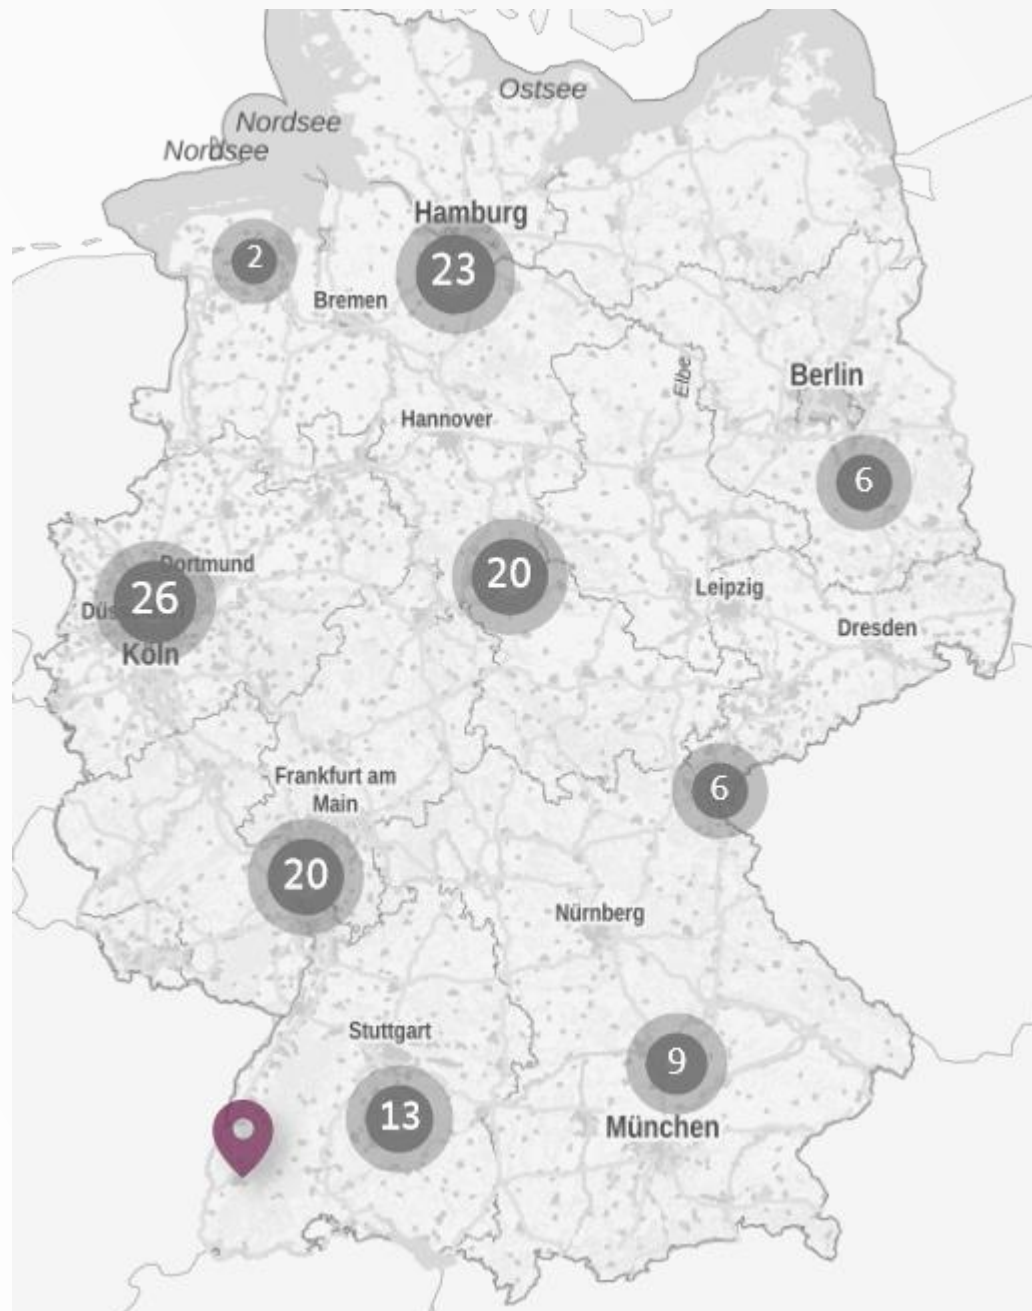 Ostsee
Nordsee
Nordsee
Hamburg
2
23
Bremen
Elbe
Berlin
Hannover
6
Dortmund
20
26
Leipzig
Köln
Dresden
Frankfurt am
Main
6
20
Nürnberg
Stuttgart
9
13
München